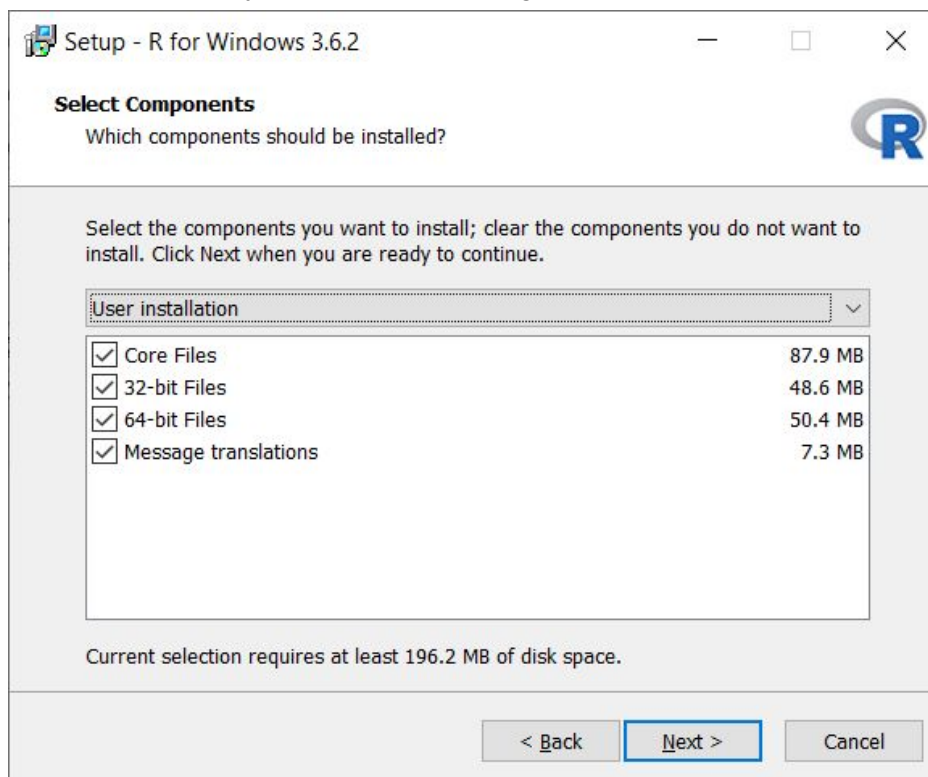 Setup - R for Windows 3.6.2
Select Components
Which components should be installed?
R
Select the components you want to install; clear the components you do not want to
install. Click Next when you are ready to continue.
User installation
Core Files 87.9 MB
32-bit Files 48.6 MB
64-bit Files 50.4 MB
Message translations 7.3 MB
Current selection requires at least 196.2 MB of disk space.
< Back Next > Cancel